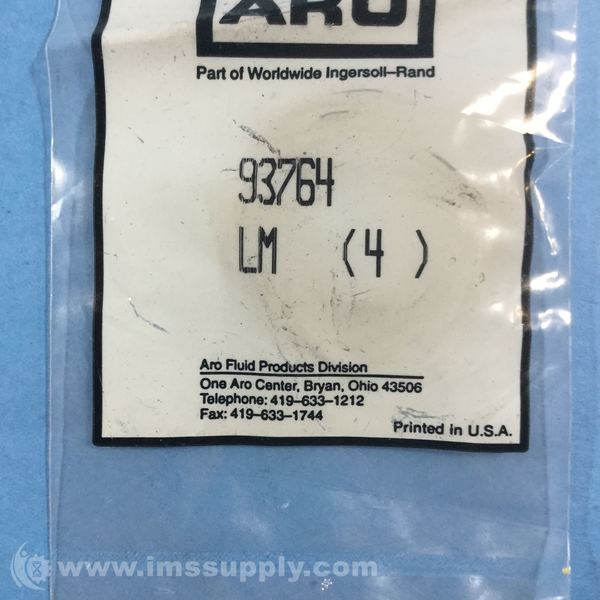 ARO
Part of Worldwide Ingersoll-Rand
93764
LM (4 )
Aro Fluid Products Division
One Aro Center, Bryan, Ohio 43506
Telephone: 419-633-1212
Fax: 419-633-1744
Printed in U.S.A.
www.imssupply.com